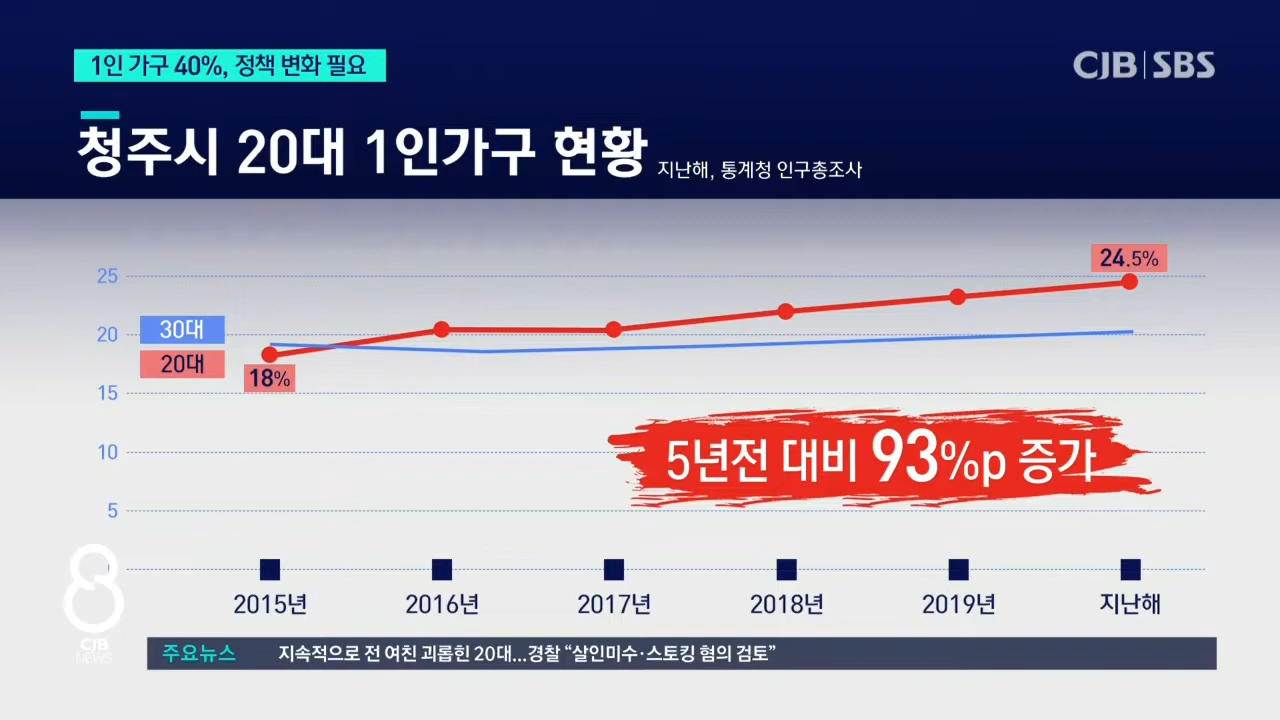 1인 가구 40%, 정책 변화 필요
CJB SBS
청주시 20대 1인가구 현황
지난해, 통계청 인구총조사
24.5%
25
30대
20
20대
18%
15
5년전 대비 93%p 증가
10
5
2015년 2016년 2017년 2018년 2019년 지난해
8
CJB
NEWS
주요뉴스 지속적으로 전 여친 괴롭힌 20대...경찰 “살인미수·스토킹 혐의 검토”